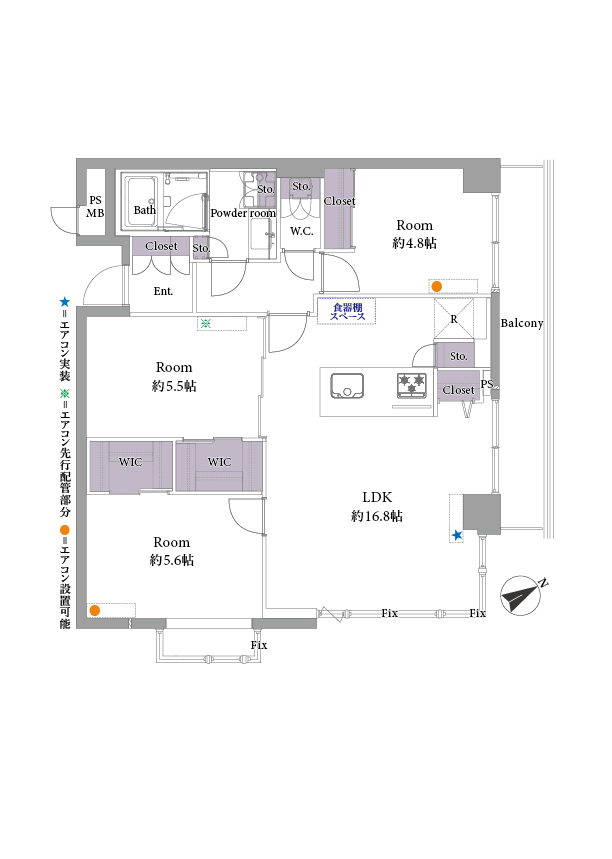 PS
MB
Bath
Powder room
Sto.
Sto.
W.C.
Closet
Room
約4.8帖
Closet
Sto.
Ent.
食器棚
スペース
R
Balcony
※
Sto.
Closet
PS
Room
約5.5帖
WIC
WIC
LDK
約16.8帖
Room
約5.6帖
★
Fix
Fix
Fix
N
★=エアコン実装 ※=エアコン先行配管部分 ●=エアコン設置可能